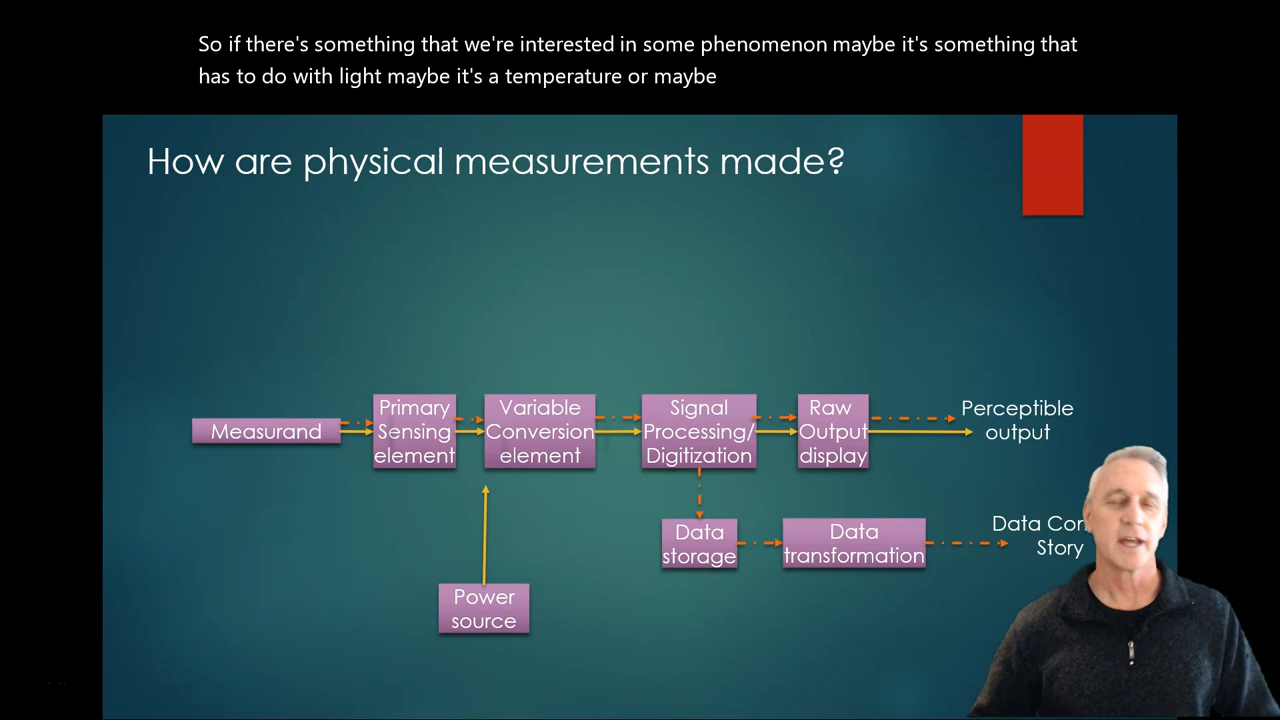 So if there's something that we're interested in some phenomenon maybe it's something that
has to do with light maybe it's a temperature or maybe
How are physical measurements made?
Measurand
Primary
Sensing
element
Variable
Conversion
element
Signal
Processing/
Digitization
Raw
Output
display
Perceptible
output
Data
storage
Data
transformation
Data
Story
Power
source